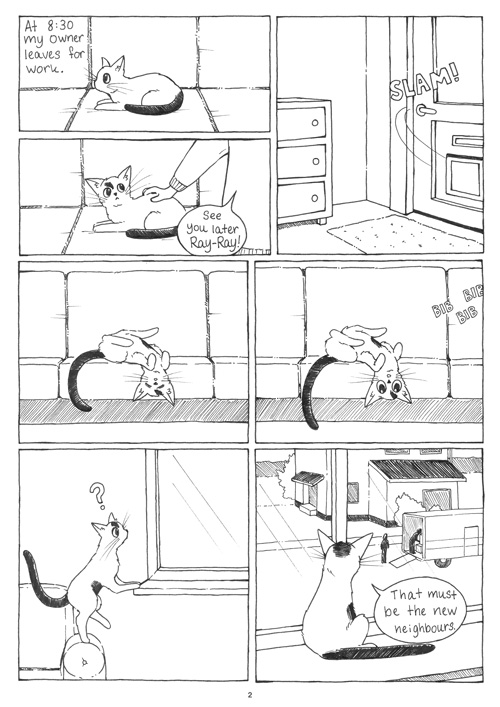 At 8:30
my owner
leaves for
work.
See
you later
Ray-Ray!
SLAM!
BIB BIB
BIB
?
That must
be the new
neighbours.
2